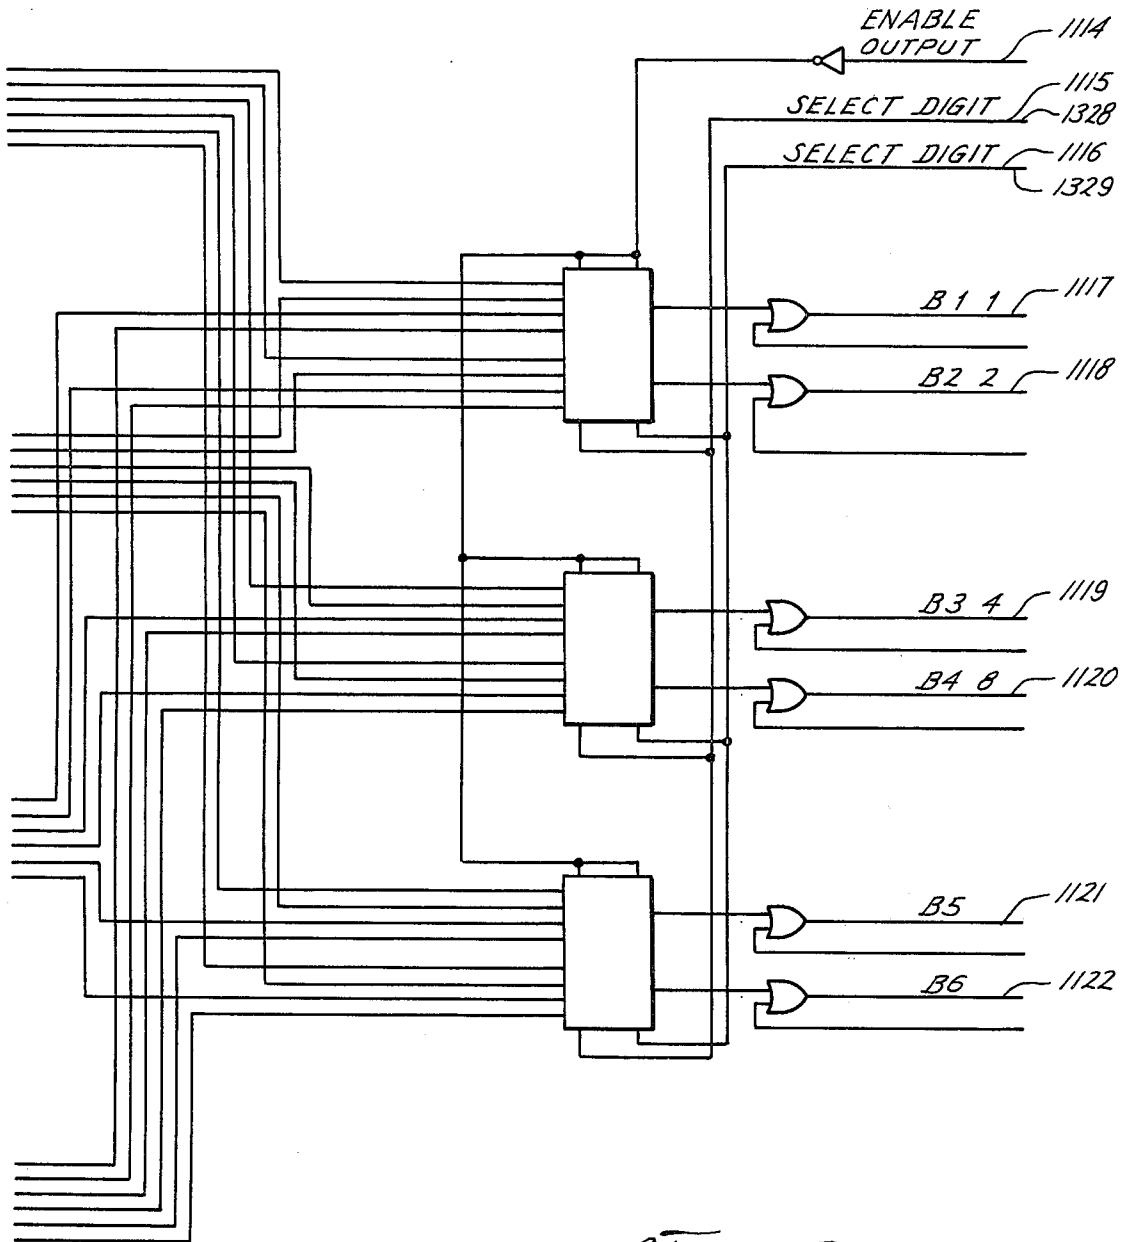 ENABLE
OUTPUT 1114
SELECT DIGIT 1115
1328
SELECT DIGIT 1116
1329
B1 1 1117
B2 2 1118
B3 4 1119
B4 8 1120
B5 1121
B6 1122